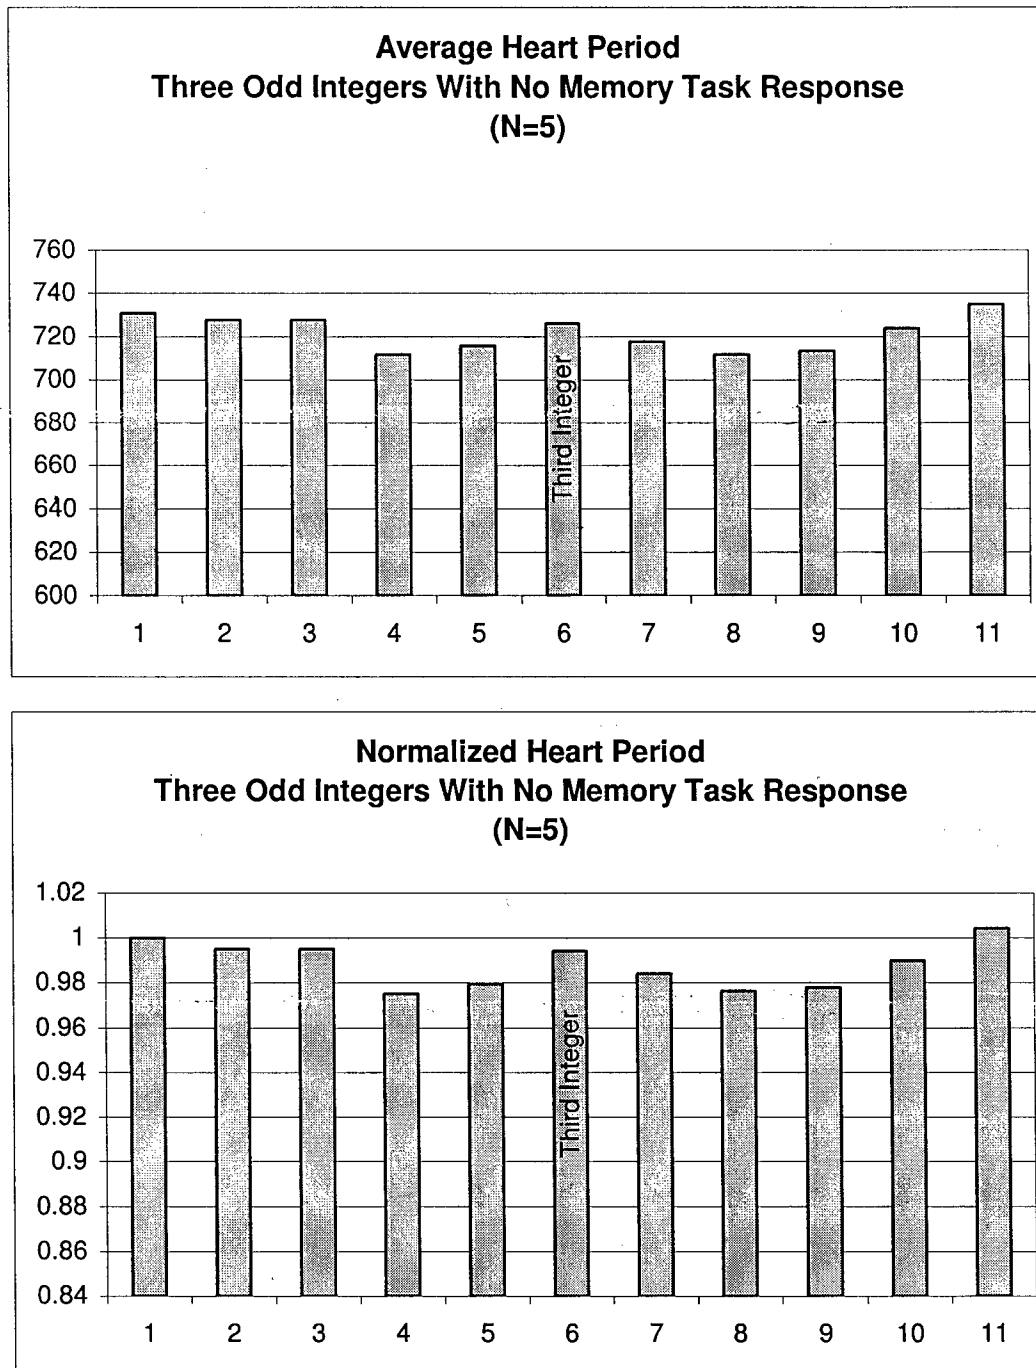 Average Heart Period
Three Odd Integers With No Memory Task Response
(N=5)
760
740
720
700
680
660
640
620
600
Third Integer
1 2 3 4 5 6 7 8 9 10 11
Normalized Heart Period
Three Odd Integers With No Memory Task Response
(N=5)
1.02
1
0.98
0.96
0.94
0.92
0.9
0.88
0.86
0.84
Third Integer
1 2 3 4 5 6 7 8 9 10 11